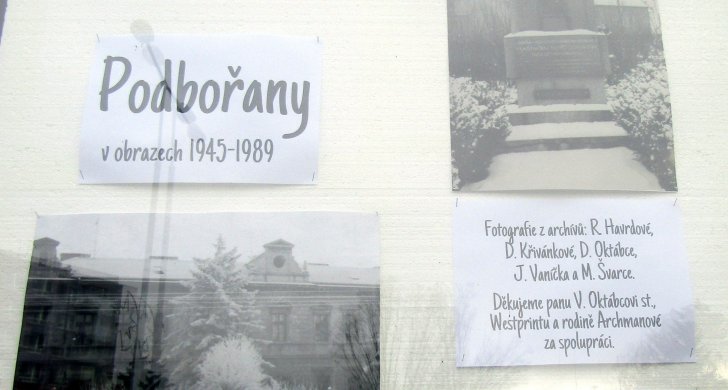 Podbořany
v obrazech 1945-1989
Fotografie z archívů: R. Havrdové,
D. Křivánkové, D. Oktábce,
J. Vaníčka a M. Švarce.
Děkujeme panu V. Oktábcovi st.,
Westprintu a rodině Archmanové
za spolupráci.